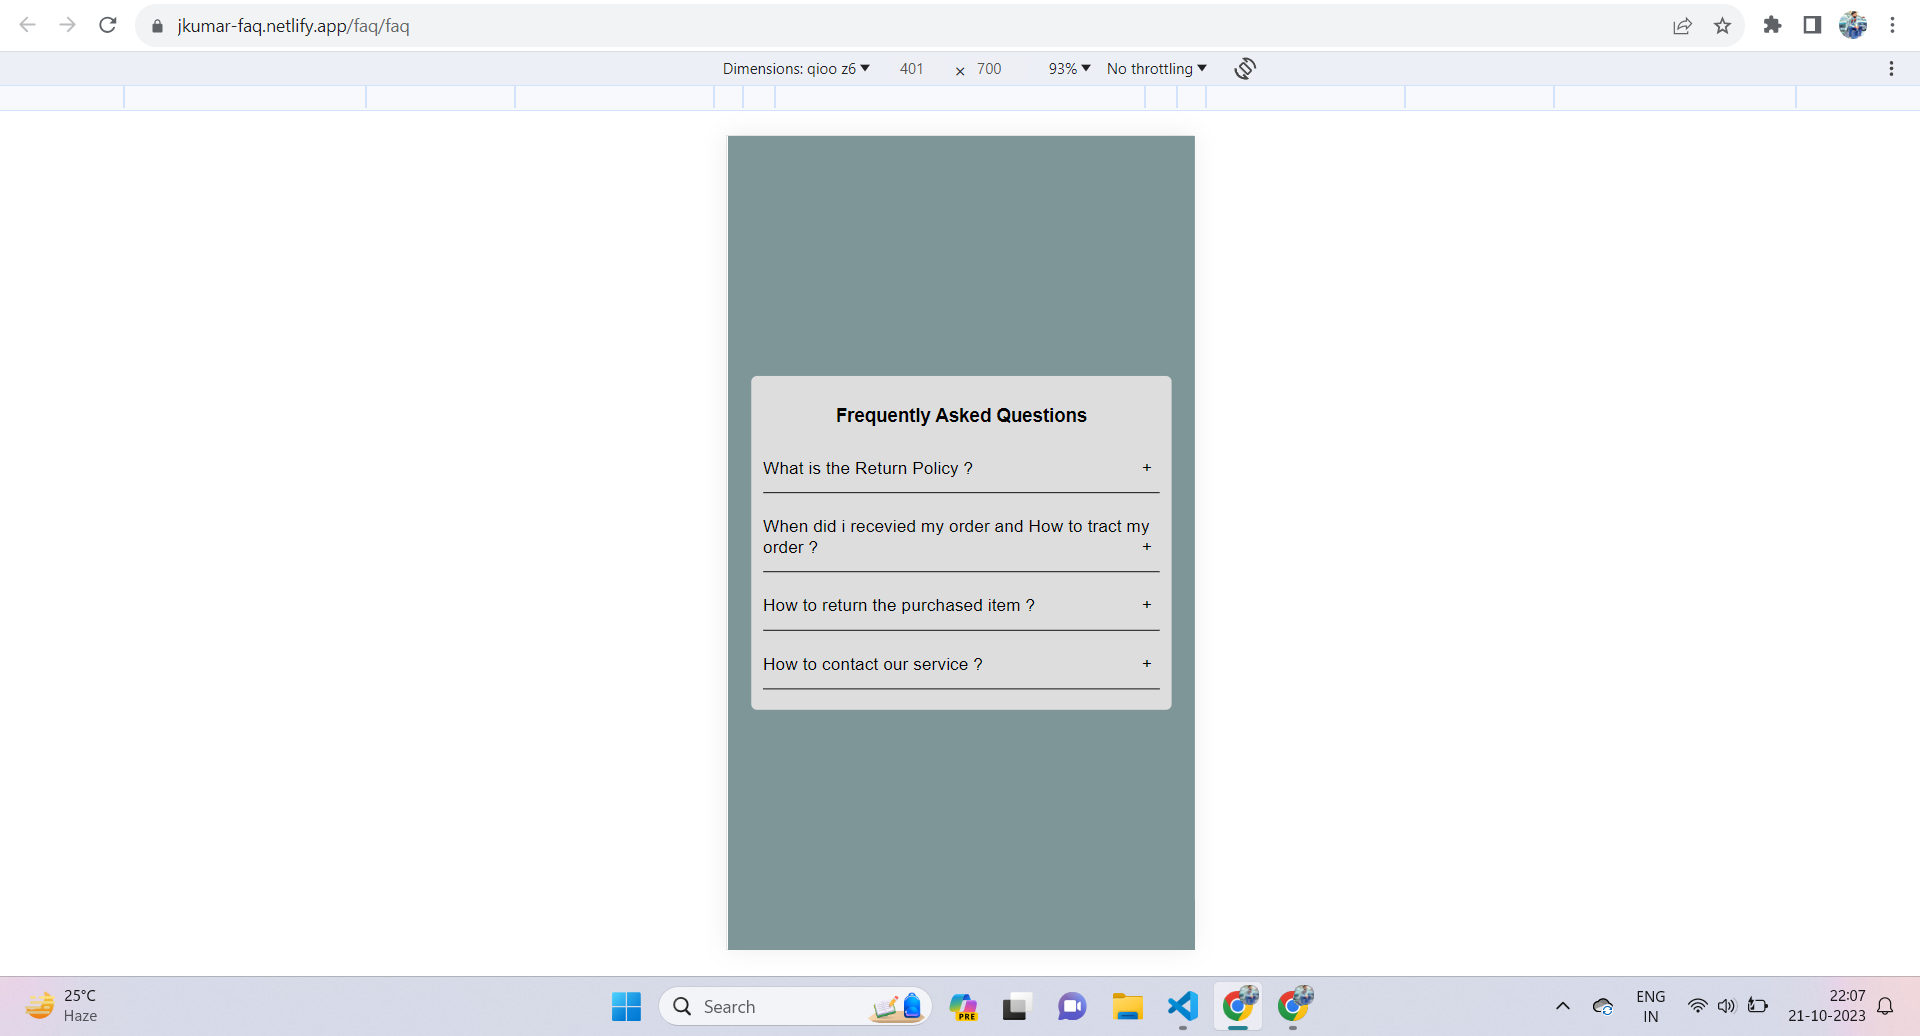 jkumar-faq.netlify.app/faq/faq
Dimensions: qioo z6 401 × 700 93% No throttling
Frequently Asked Questions
What is the Return Policy ? +
When did i recevied my order and How to tract my
order ? +
How to return the purchased item ? +
How to contact our service ? +
25°C
Haze
Search
PRE
ENG
IN
22:07
21-10-2023